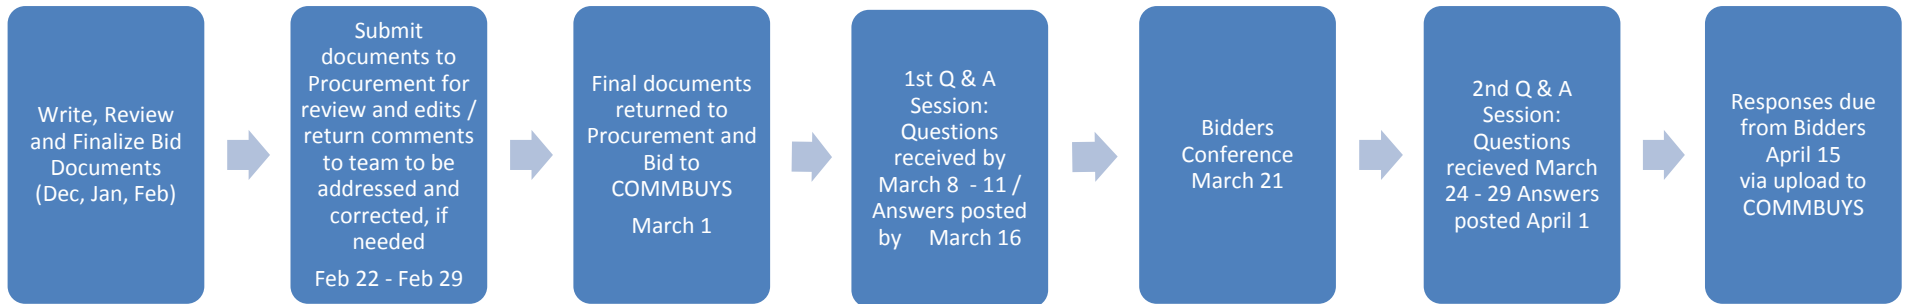 Write, Review
and Finalize Bid
Documents
(Dec, Jan, Feb)
Submit
documents to
Procurement for
review and edits /
return comments
to team to be
addressed and
corrected, if
needed
Feb 22 - Feb 29
Final documents
returned to
Procurement and
Bid to
COMMBUYS
March 1
1st Q & A
Session:
Questions
received by
March 8 - 11 /
Answers posted
by March 16
Bidders
Conference
March 21
2nd Q & A
Session:
Questions
recieved March
24 - 29 Answers
posted April 1
Responses due
from Bidders
April 15
via upload to
COMMBUYS